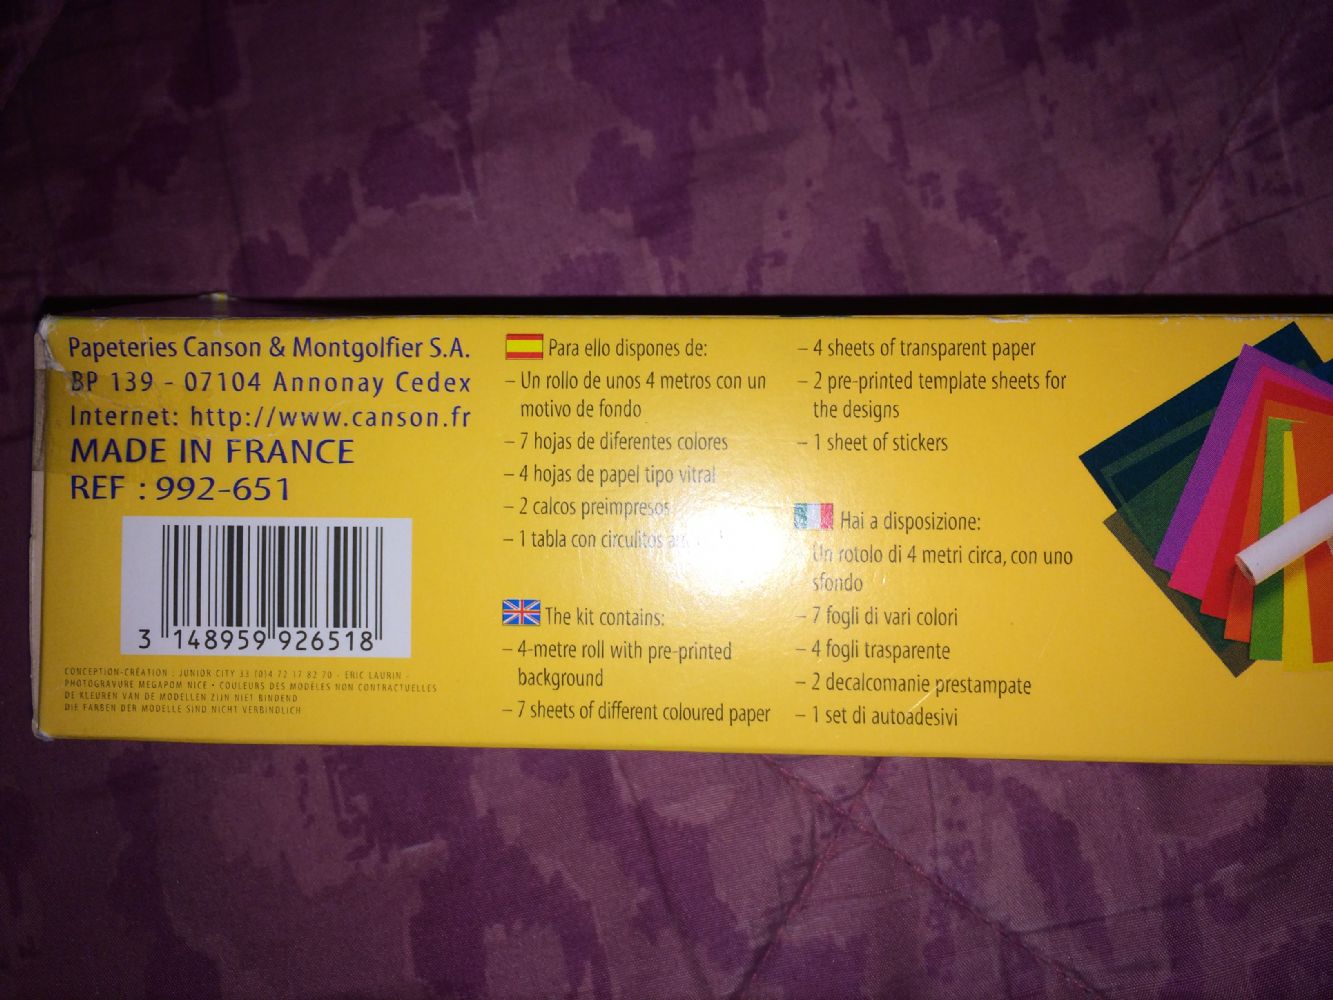 Papeteries Canson & Montgolfier S.A.
BP 139 - 07104 Annonay Cedex
Internet: http://www.canson.fr
MADE IN FRANCE
REF : 992-651
3 148959 926518
CONCEPTION-CRÉATION : JUNIOR CITY 33 (0)4 72 17 82 70 - ERIC LAURIN -
PHOTOGRAVURE MEGAPOM NICE • COULEURS DES MODÈLES NON CONTRACTUELLES
DE KLEUREN VAN DE MODELLEN ZIJN NIET BINDEND
DIE FARBEN DER MODELLE SIND NICHT VERBINDLICH
Para ello dispones de:
– Un rollo de unos 4 metros con un
motivo de fondo
– 7 hojas de diferentes colores
– 4 hojas de papel tipo vitral
– 2 calcos preimpresos
– 1 tabla con circulitos
The kit contains:
– 4-metre roll with pre-printed
background
– 7 sheets of different coloured paper
– 4 sheets of transparent paper
– 2 pre-printed template sheets for
the designs
– 1 sheet of stickers
Hai a disposizione:
Un rotolo di 4 metri circa, con uno
sfondo
– 7 fogli di vari colori
– 4 fogli trasparente
– 2 decalcomanie prestampate
– 1 set di autoadesivi